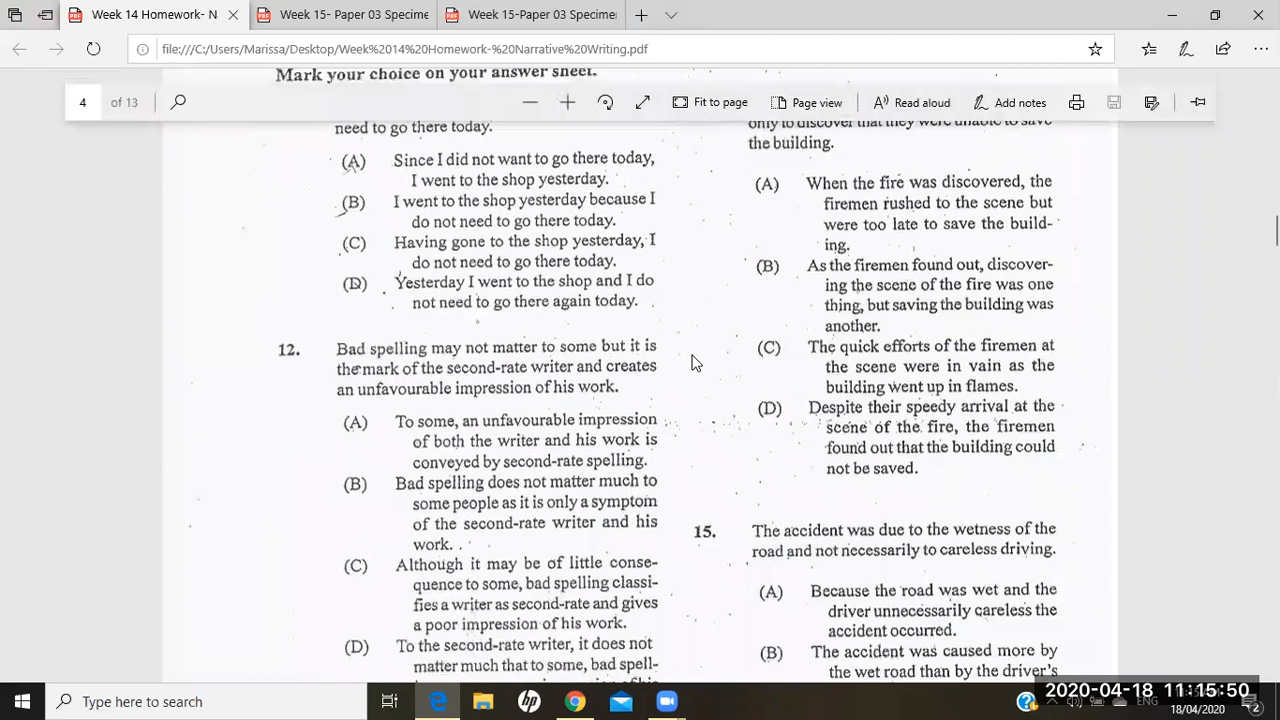 Week 14 Homework- N
Week 15- Paper 03 Specime
Week 15-Paper 03 Specime
file:///C:/Users/Marissa/Desktop/Week%2014%20Homework-%20Narrative%20Writing.pdf
Mark your choice on your answer sheet.
4 of 13
Fit to page
Page view
Read aloud
Add notes
need to go there today.
(A) Since I did not want to go there today,
I went to the shop yesterday.
(B) I went to the shop yesterday because I
do not need to go there today.
(C) Having gone to the shop yesterday, I
do not need to go there today.
(D) Yesterday I went to the shop and I do
not need to go there again today.
12. Bad spelling may not matter to some but it is
the mark of the second-rate writer and creates
an unfavourable impression of his work.
(A) To some, an unfavourable impression
of both the writer and his work is
conveyed by second-rate spelling.
(B) Bad spelling does not matter much to
some people as it is only a symptom
of the second-rate writer and his
work.
(C) Although it may be of little conse-
quence to some, bad spelling classi-
fies a writer as second-rate and gives
a poor impression of his work.
(D) To the second-rate writer, it does not
matter much that to some, bad spell-
only to discover that they were unable to save
the building.
(A) When the fire was discovered, the
firemen rushed to the scene but
were too late to save the build-
ing.
(B) As the firemen found out, discover-
ing the scene of the fire was one
thing, but saving the building was
another.
(C) The quick efforts of the firemen at
the scene were in vain as the
building went up in flames.
(D) Despite their speedy arrival at the
scene of the fire, the firemen
found out that the building could
not be saved.
15. The accident was due to the wetness of the
road and not necessarily to careless driving.
(A) Because the road was wet and the
driver unnecessarily careless the
accident occurred.
(B) The accident was caused more by
the wet road than by the driver's
Type here to search
ENG
2020-04-18 11:15:50
18/04/2020